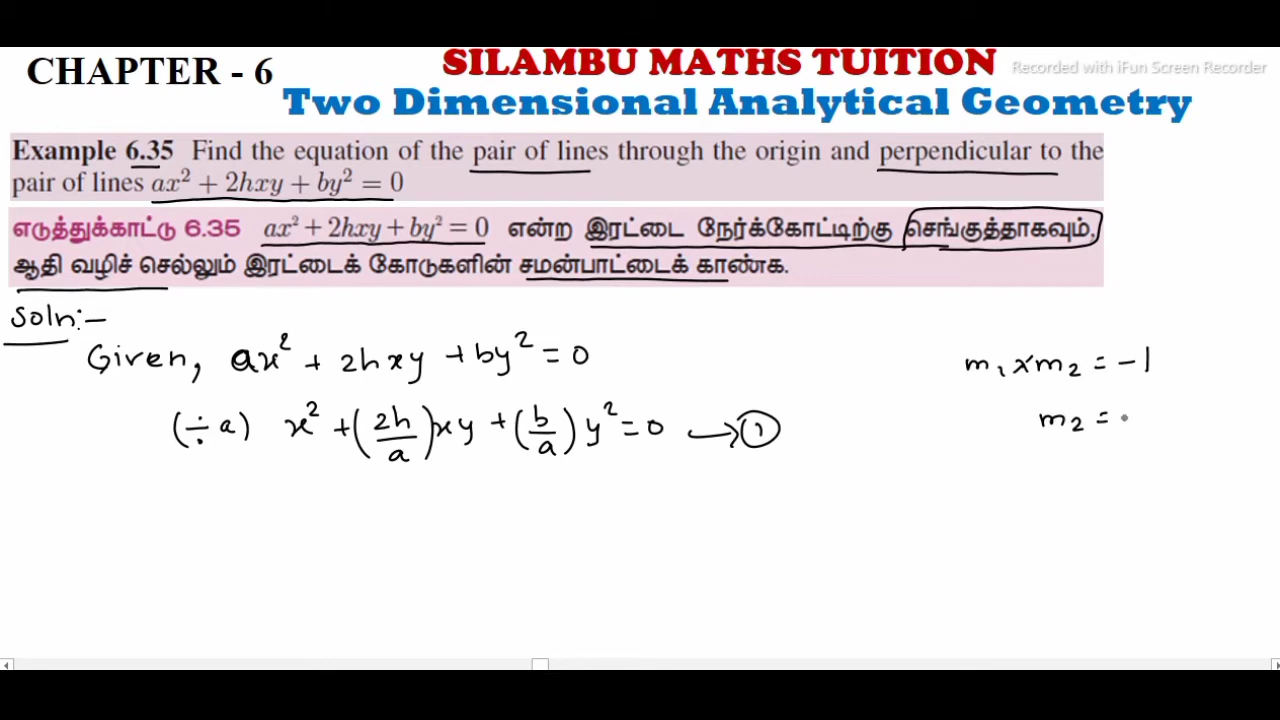 CHAPTER - 6
SILAMBU MATHS TUITION
Recorded with iFun Screen Recorder
Two Dimensional Analytical Geometry
Example 6.35 Find the equation of the pair of lines through the origin and perpendicular to the
pair of lines ax² + 2hxy + by² = 0
எடுத்துக்காட்டு 6.35 ax² + 2hxy + by² = 0 என்ற இரட்டை நேர்க்கோட்டிற்கு செங்குத்தாகவும்,
ஆதி வழிச் செல்லும் இரட்டைக் கோடுகளின் சமன்பாட்டைக் காண்க.
Soln:-
Given, ax² + 2hxy + by² = 0
m₁ x m₂ = -1
(÷ a) x² + (2h/a)xy + (b/a)y² = 0 → ①
m₂ =